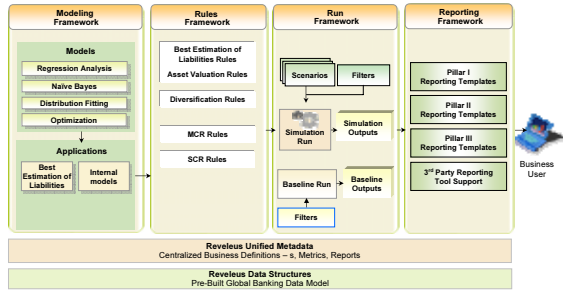 Modeling
Framework
Models
Regression Analysis
Naïve Bayes
Distribution Fitting
Optimization
Applications
Best
Estimation
of Liabilities
Internal
models
Rules
Framework
Best Estimation of
Liabilities Rules
Asset Valuation Rules
Diversification Rules
MCR Rules
SCR Rules
Run
Framework
Scenarios
Filters
Simulation
Run
Simulation
Outputs
Baseline Run
Baseline
Outputs
Filters
Reporting
Framework
Pillar I
Reporting Templates
Pillar II
Reporting Templates
Pillar III
Reporting Templates
3rd Party Reporting
Tool Support
Business
User
Reveleus Unified Metadata
Centralized Business Definitions – s, Metrics, Reports
Reveleus Data Structures
Pre-Built Global Banking Data Model